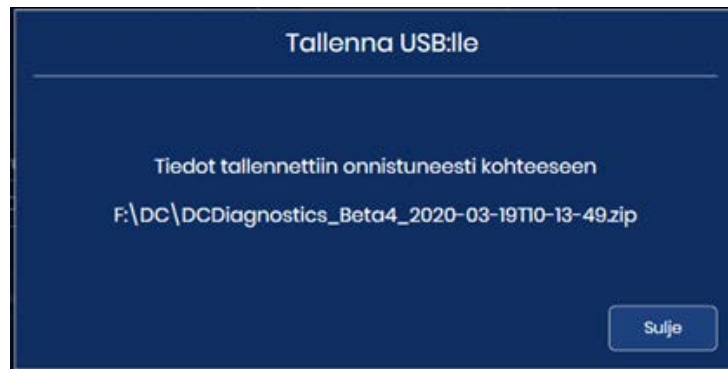 Tallenna USB:lle
Tiedot tallennettiin onnistuneesti kohteeseen
F:\DC\DCDiagnostics_Beta4_2020-03-19T10-13-49.zip
Sulje